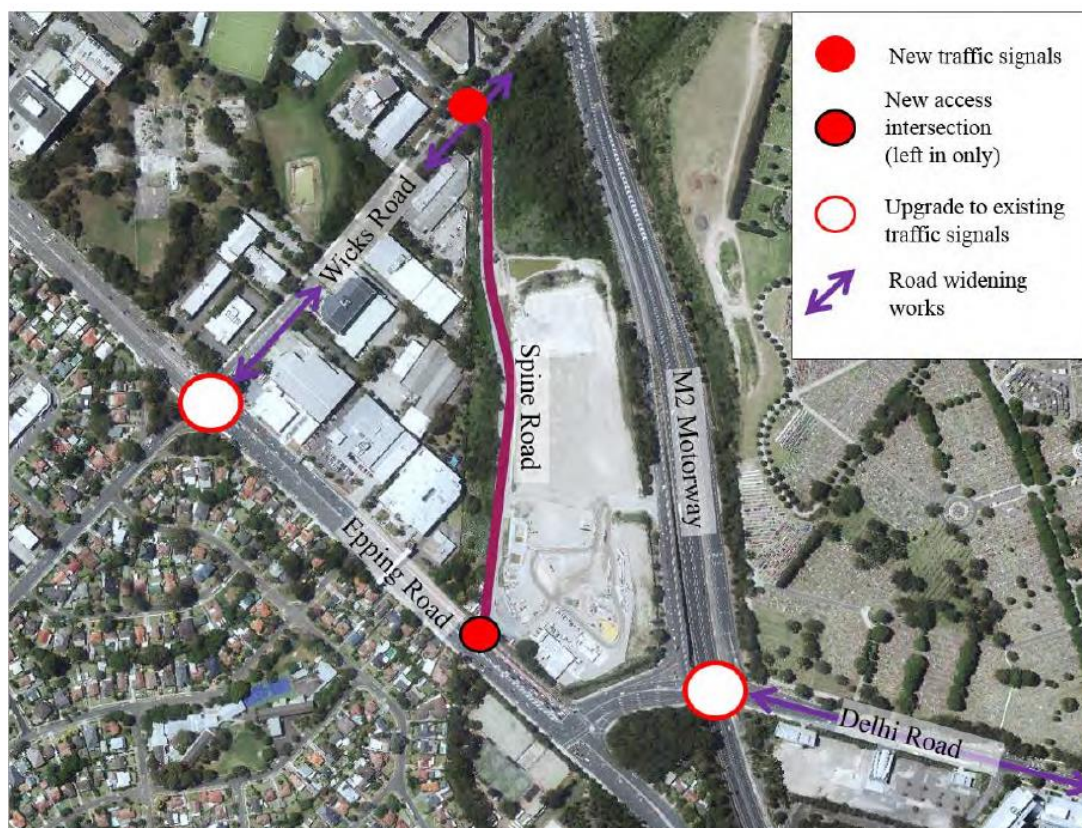 New traffic signals
New access
intersection
(left in only)
Upgrade to existing
traffic signals
Road widening
works
Wicks Road
Spine Road
M2 Motorway
Epping Road
Delhi Road